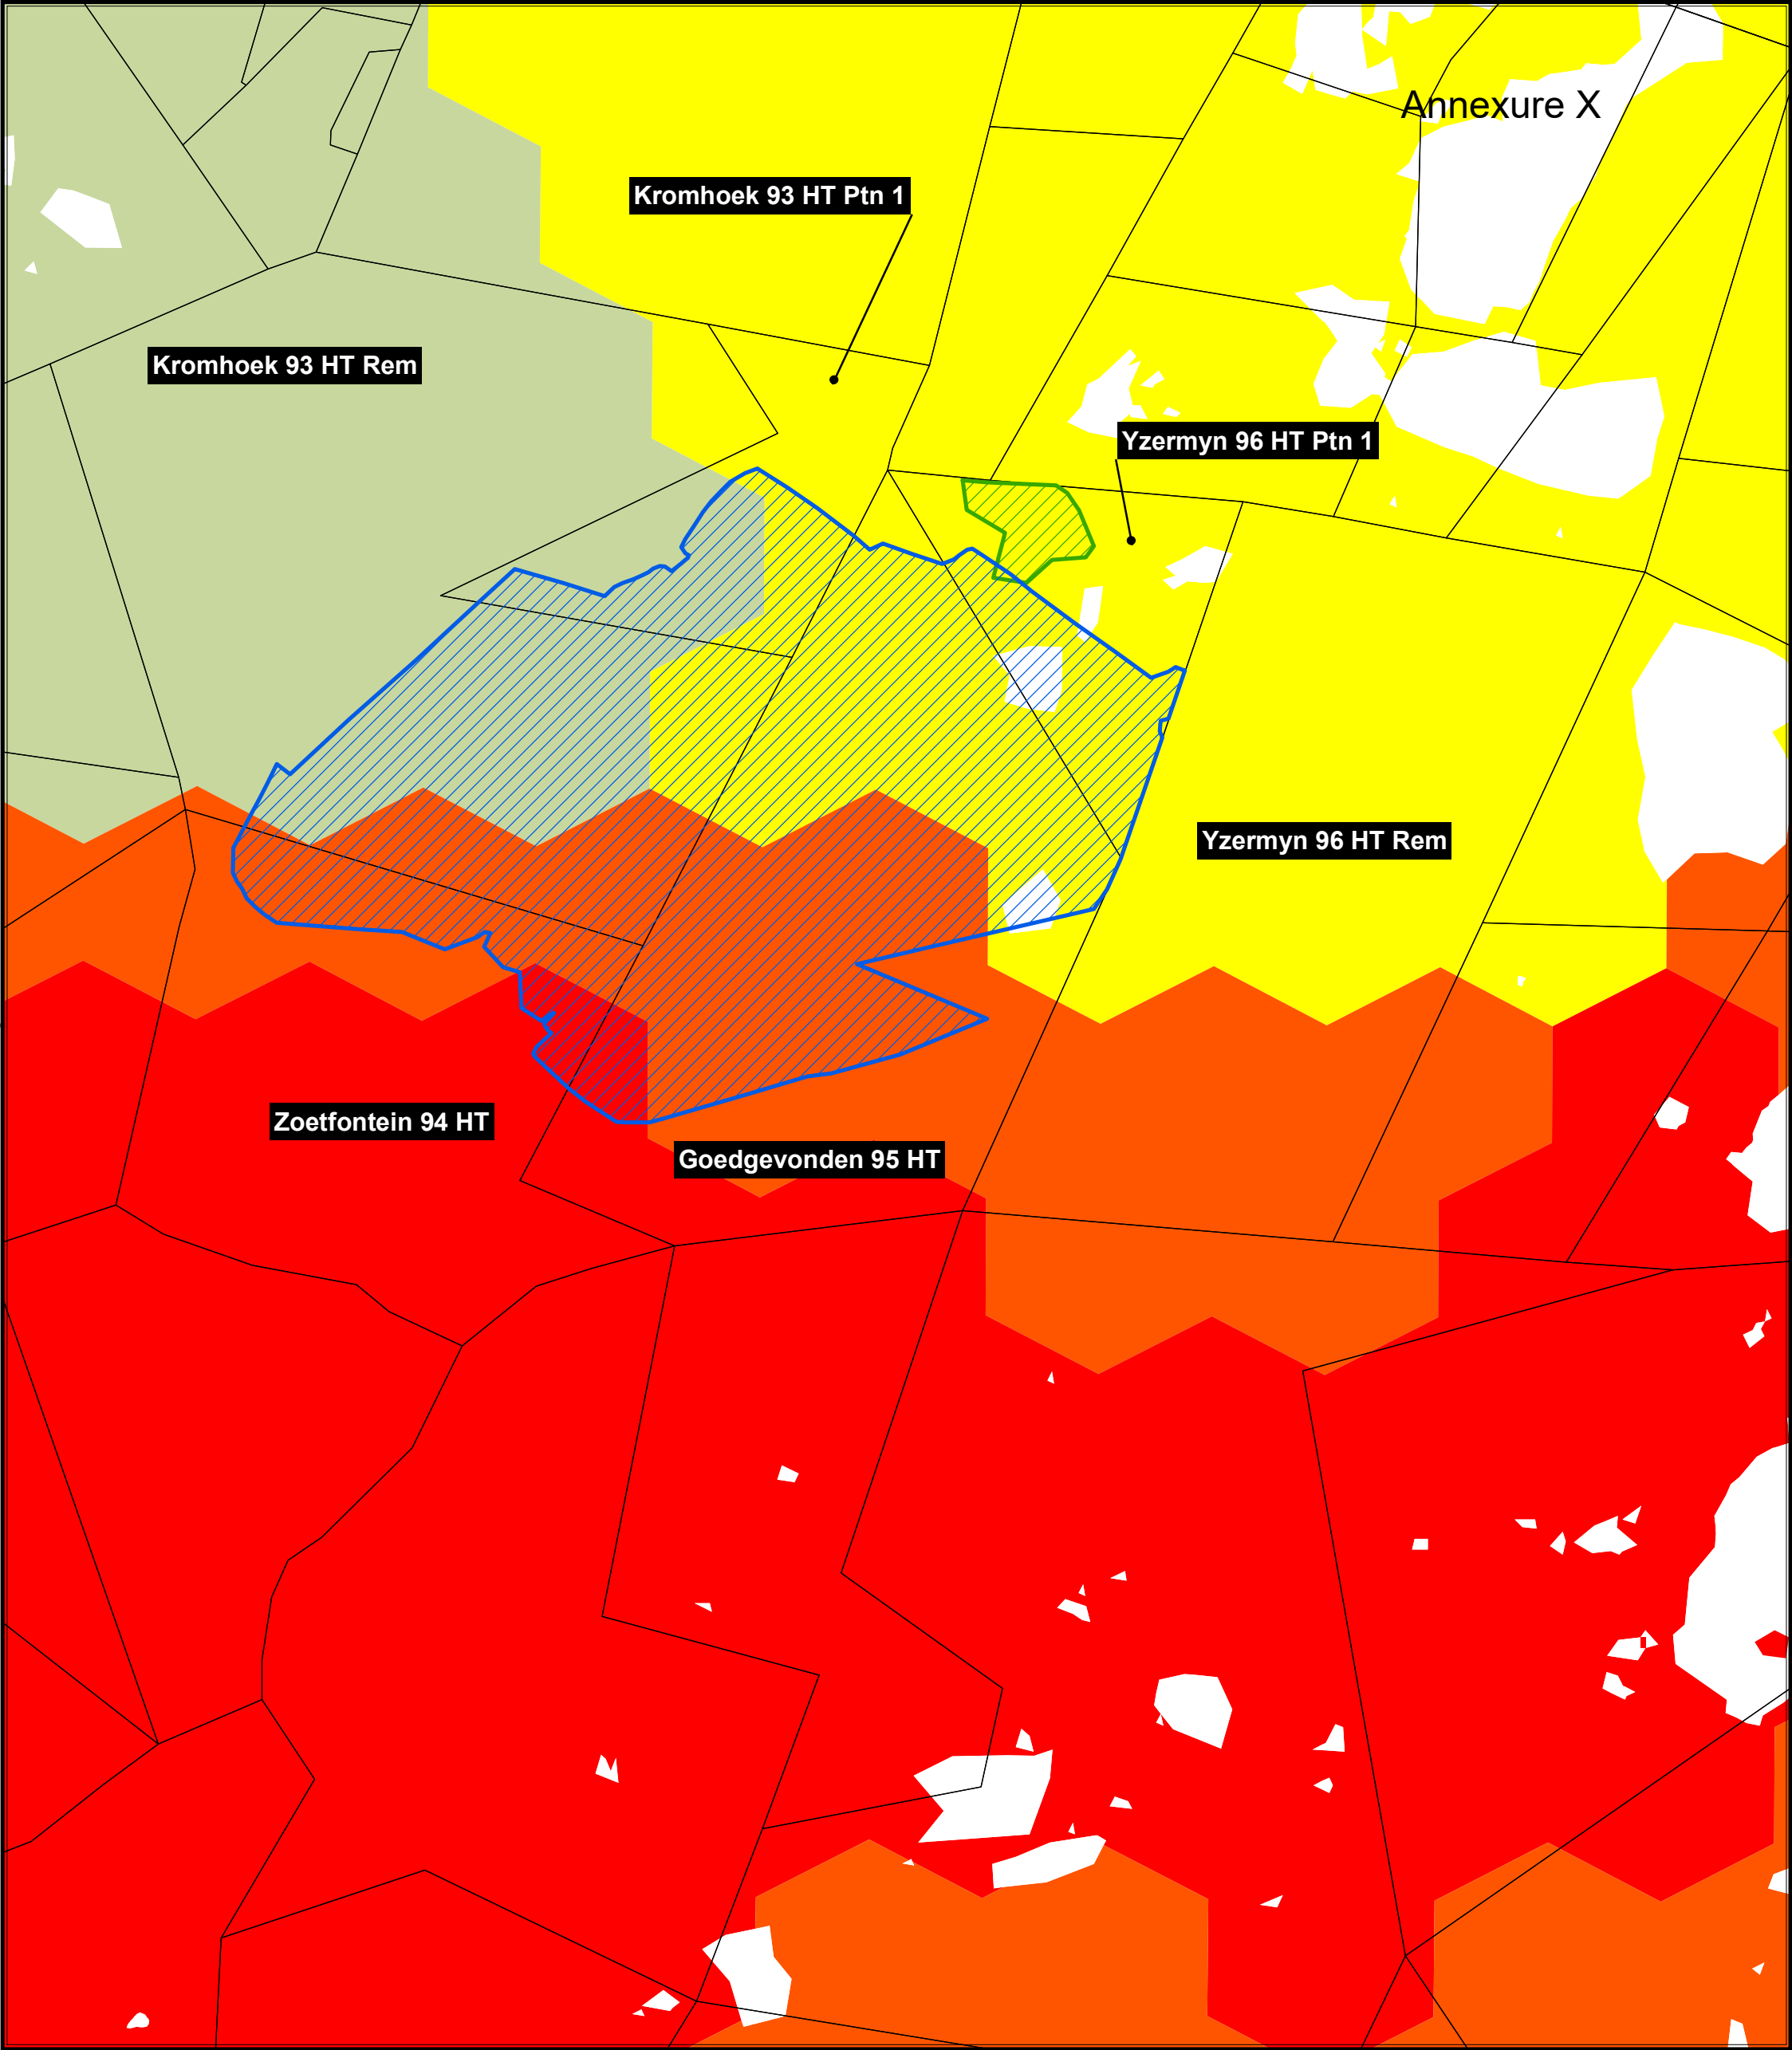 Annexure X
Kromhoek 93 HT Ptn 1
Kromhoek 93 HT Rem
Yzermyn 96 HT Ptn 1
Yzermyn 96 HT Rem
Zoetfontein 94 HT
Goedgevonden 95 HT